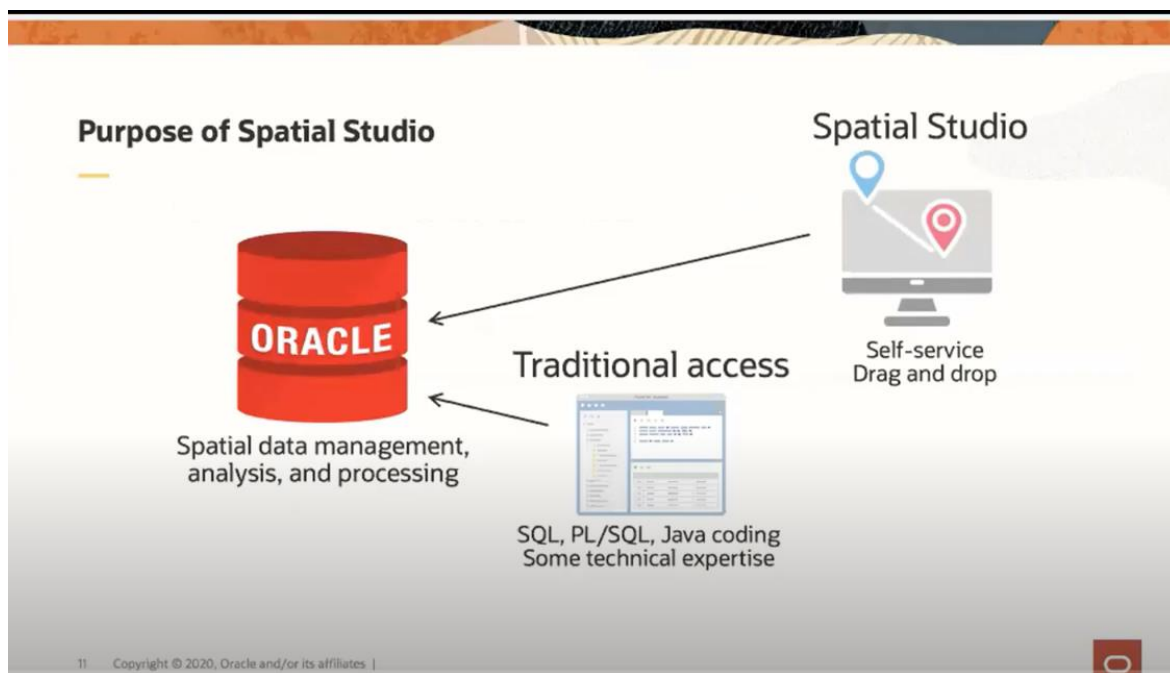 Purpose of Spatial Studio
Spatial Studio
Self-service
Drag and drop
ORACLE
Spatial data management,
analysis, and processing
Traditional access
SQL, PL/SQL, Java coding
Some technical expertise
11 Copyright © 2020, Oracle and/or its affiliates |